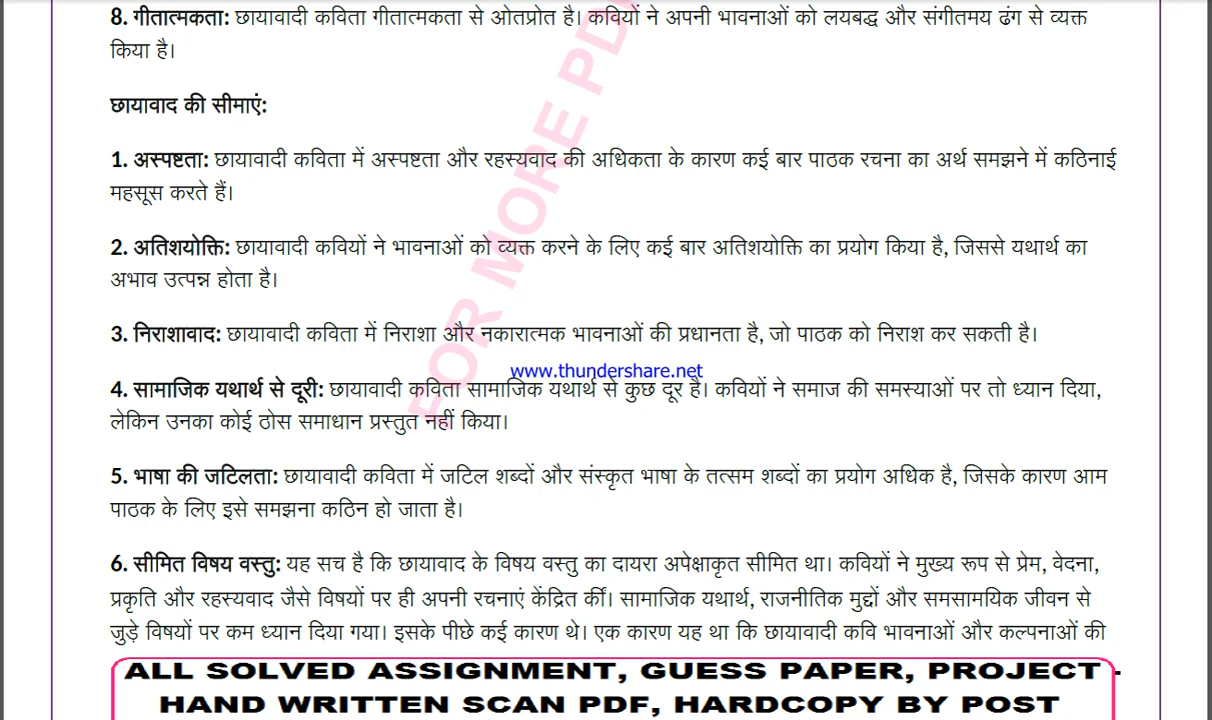 8. गीतात्मकता: छायावादी कविता गीतात्मकता से ओतप्रोत है। कवियों ने अपनी भावनाओं को लयबद्ध और संगीतमय ढंग से व्यक्त
किया है।
छायावाद की सीमाएं:
1. अस्पष्टता: छायावादी कविता में अस्पष्टता और रहस्यवाद की अधिकता के कारण कई बार पाठक रचना का अर्थ समझने में कठिनाई
महसूस करते हैं।
2. अतिशयोक्ति: छायावादी कवियों ने भावनाओं को व्यक्त करने के लिए कई बार अतिशयोक्ति का प्रयोग किया है, जिससे यथार्थ का
अभाव उत्पन्न होता है।
3. निराशावाद: छायावादी कविता में निराशा और नकारात्मक भावनाओं की प्रधानता है, जो पाठक को निराश कर सकती है।
www.thundershare.net
4. सामाजिक यथार्थ से दूरी: छायावादी कविता सामाजिक यथार्थ से कुछ दूर है। कवियों ने समाज की समस्याओं पर तो ध्यान दिया,
लेकिन उनका कोई ठोस समाधान प्रस्तुत नहीं किया।
5. भाषा की जटिलता: छायावादी कविता में जटिल शब्दों और संस्कृत भाषा के तत्सम शब्दों का प्रयोग अधिक है, जिसके कारण आम
पाठक के लिए इसे समझना कठिन हो जाता है।
6. सीमित विषय वस्तु: यह सच है कि छायावाद के विषय वस्तु का दायरा अपेक्षाकृत सीमित था। कवियों ने मुख्य रूप से प्रेम, वेदना,
प्रकृति और रहस्यवाद जैसे विषयों पर ही अपनी रचनाएं केंद्रित कीं। सामाजिक यथार्थ, राजनीतिक मुद्दों और समसामयिक जीवन से
जुड़े विषयों पर कम ध्यान दिया गया। इसके पीछे कई कारण थे। एक कारण यह था कि छायावादी कवि भावनाओं और कल्पनाओं की
FOR MORE PDF
ALL SOLVED ASSIGNMENT, GUESS PAPER, PROJECT -
HAND WRITTEN SCAN PDF, HARDCOPY BY POST